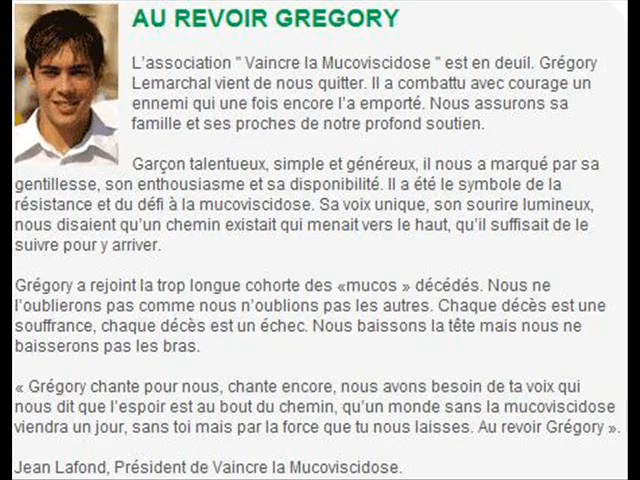 AU REVOIR GREGORY
L'association " Vaincre la Mucoviscidose " est en deuil. Grégory
Lemarchal vient de nous quitter. Il a combattu avec courage un
ennemi qui une fois encore l'a emporté. Nous assurons sa
famille et ses proches de notre profond soutien.
Garçon talentueux, simple et généreux, il nous a marqué par sa
gentillesse, son enthousiasme et sa disponibilité. Il a été le symbole de la
résistance et du défi à la mucoviscidose. Sa voix unique, son sourire lumineux,
nous disaient qu'un chemin existait qui menait vers le haut, qu'il suffisait de le
suivre pour y arriver.
Grégory a rejoint la trop longue cohorte des «mucos » décédés. Nous ne
l'oublierons pas comme nous n'oublions pas les autres. Chaque décès est une
souffrance, chaque décès est un échec. Nous baissons la tête mais nous ne
baisserons pas les bras.
« Grégory chante pour nous, chante encore, nous avons besoin de ta voix qui
nous dit que l'espoir est au bout du chemin, qu'un monde sans la mucoviscidose
viendra un jour, sans toi mais par la force que tu nous laisses. Au revoir Grégory ».
Jean Lafond, Président de Vaincre la Mucoviscidose.